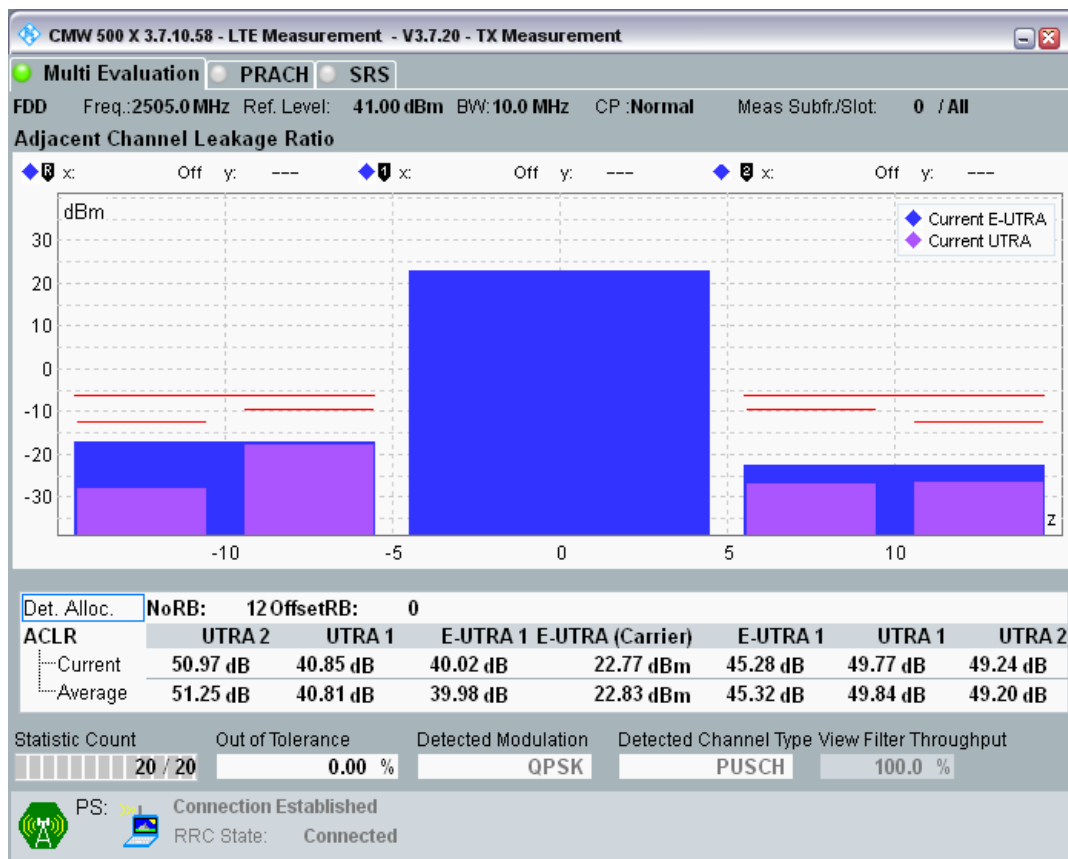 CMW 500 X 3.7.10.58 - LTE Measurement - V3.7.20 - TX Measurement
Multi Evaluation PRACH SRS
FDD Freq.:2505.0 MHz Ref. Level: 41.00 dBm BW: 10.0 MHz CP :Normal Meas Subfr./Slot: 0 / All
Adjacent Channel Leakage Ratio
R x: Off y: --- 1 x: Off y: --- 2 x: Off y: ---
dBm
Current E-UTRA
Current UTRA
30
20
10
0
-10
-20
-30
z
-10 -5 0 5 10
Det. Alloc. NoRB: 12 OffsetRB: 0
ACLR UTRA 2 UTRA 1 E-UTRA 1 E-UTRA (Carrier) E-UTRA 1 UTRA 1 UTRA 2
Current 50.97 dB 40.85 dB 40.02 dB 22.77 dBm 45.28 dB 49.77 dB 49.24 dB
Average 51.25 dB 40.81 dB 39.98 dB 22.83 dBm 45.32 dB 49.84 dB 49.20 dB
Statistic Count Out of Tolerance Detected Modulation Detected Channel Type View Filter Throughput
20 / 20 0.00 % QPSK PUSCH 100.0 %
PS: Connection Established
RRC State: Connected